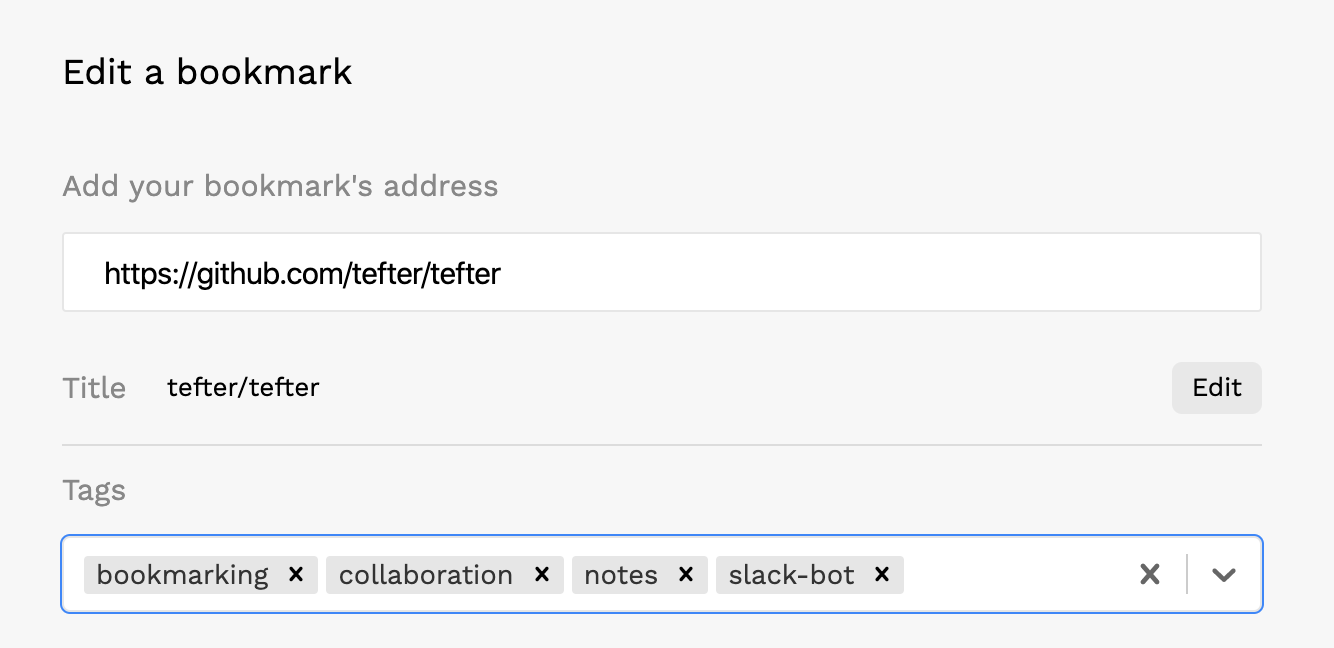 Edit a bookmark
Add your bookmark's address
https://github.com/tefter/tefter
Title tefter/tefter Edit
Tags
bookmarking collaboration notes slack-bot